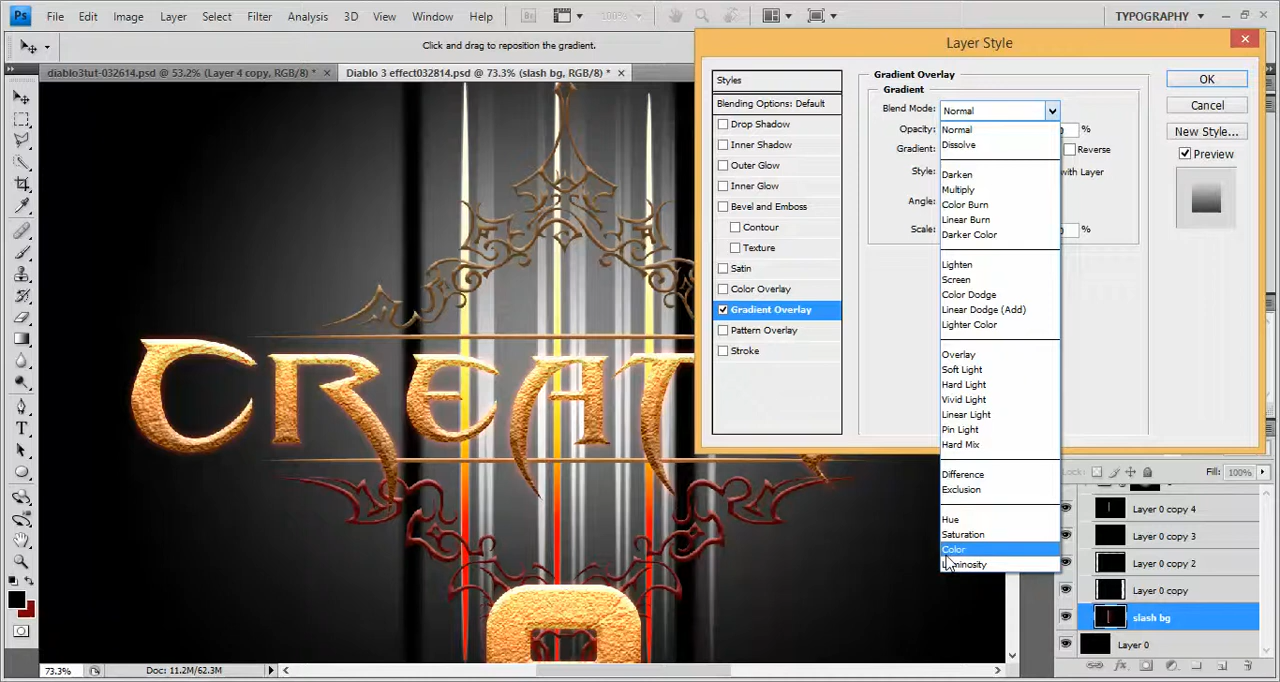 Ps File Edit Image Layer Select Filter Analysis 3D View Window Help Br 100% TYPOGRAPHY
Click and drag to reposition the gradient.
diablo3tut-032614.psd @ 53.2% (Layer 4 copy, RGB/8) * × Diablo 3 effect032814.psd @ 73.3% (slash bg, RGB/8) * ×
Layer Style
Styles
Blending Options: Default
Drop Shadow
Inner Shadow
Outer Glow
Inner Glow
Bevel and Emboss
Contour
Texture
Satin
Color Overlay
Gradient Overlay
Pattern Overlay
Stroke
Gradient Overlay
Gradient
Blend Mode: Normal
Opacity: %
Gradient: Reverse
Style: with Layer
Angle:
Scale: %
Normal
Dissolve
Darken
Multiply
Color Burn
Linear Burn
Darker Color
Lighten
Screen
Color Dodge
Linear Dodge (Add)
Lighter Color
Overlay
Soft Light
Hard Light
Vivid Light
Linear Light
Pin Light
Hard Mix
Difference
Exclusion
Hue
Saturation
Color
Luminosity
OK
Cancel
New Style...
Preview
CREAT
Fill: 100%
Layer 0 copy 4
Layer 0 copy 3
Layer 0 copy 2
Layer 0 copy
slash bg
Layer 0
73.3% Doc: 11.2M/62.3M